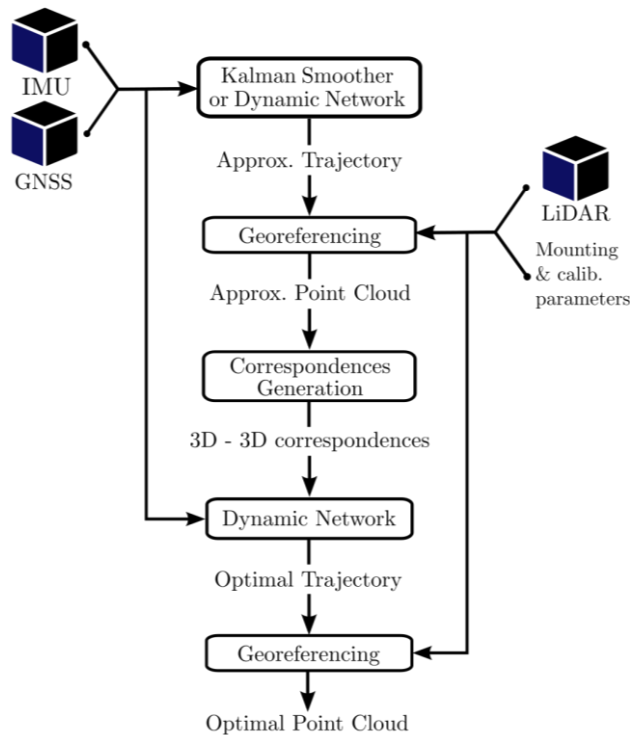 IMU
GNSS
Kalman Smoother
or Dynamic Network
Approx. Trajectory
LiDAR
Mounting
& calib.
parameters
Georeferencing
Approx. Point Cloud
Correspondences
Generation
3D - 3D correspondences
Dynamic Network
Optimal Trajectory
Georeferencing
Optimal Point Cloud